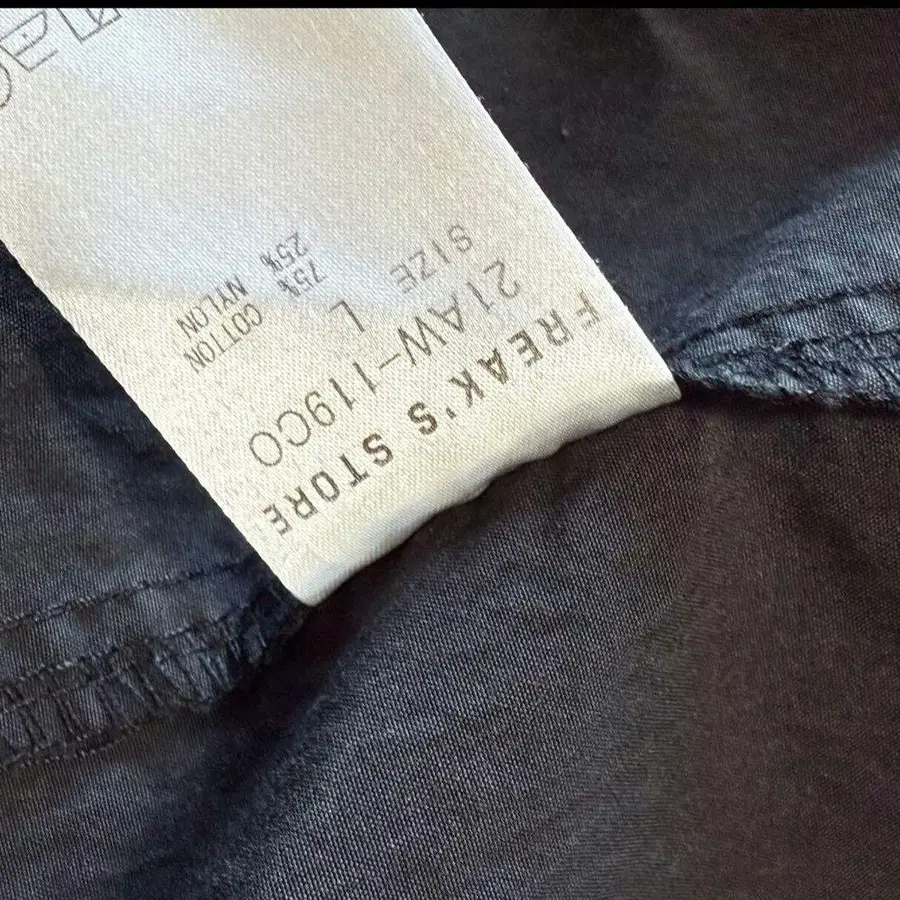 FREAK'S STORE
21AW-119CO
SIZE L
75% COTTON
25% NYLON